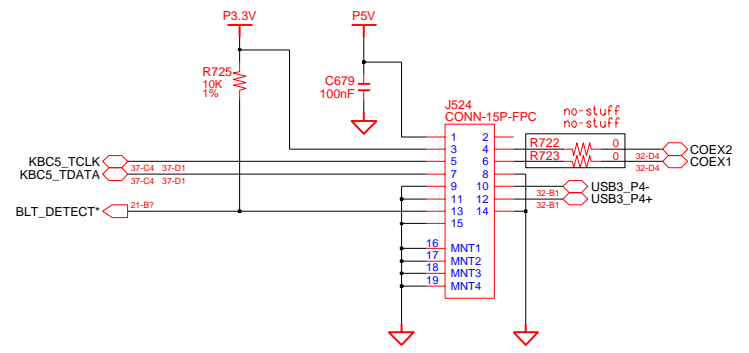 P3.3V P5V
R725
10K
1%
C679
100nF
J524
CONN-15P-FPC
no-stuff
no-stuff
1 2
3 4 R722 0 COEX2
32-D4
KBC5_TCLK 5 6 R723 0 COEX1
37-C4 37-D1 32-D4
KBC5_TDATA 7 8
37-C4 37-D1
9 10 USB3_P4-
32-B1
11 12 USB3_P4+
32-B1
BLT_DETECT* 21-B? 13 14
15
16 MNT1
17 MNT2
18 MNT3
19 MNT4